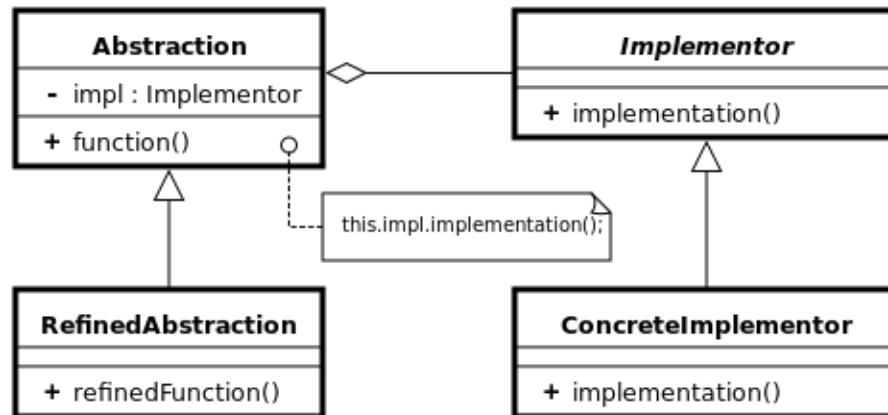 Abstraction
- impl : Implementor
+ function()
Implementor
+ implementation()
this.impl.implementation();
RefinedAbstraction
+ refinedFunction()
ConcreteImplementor
+ implementation()